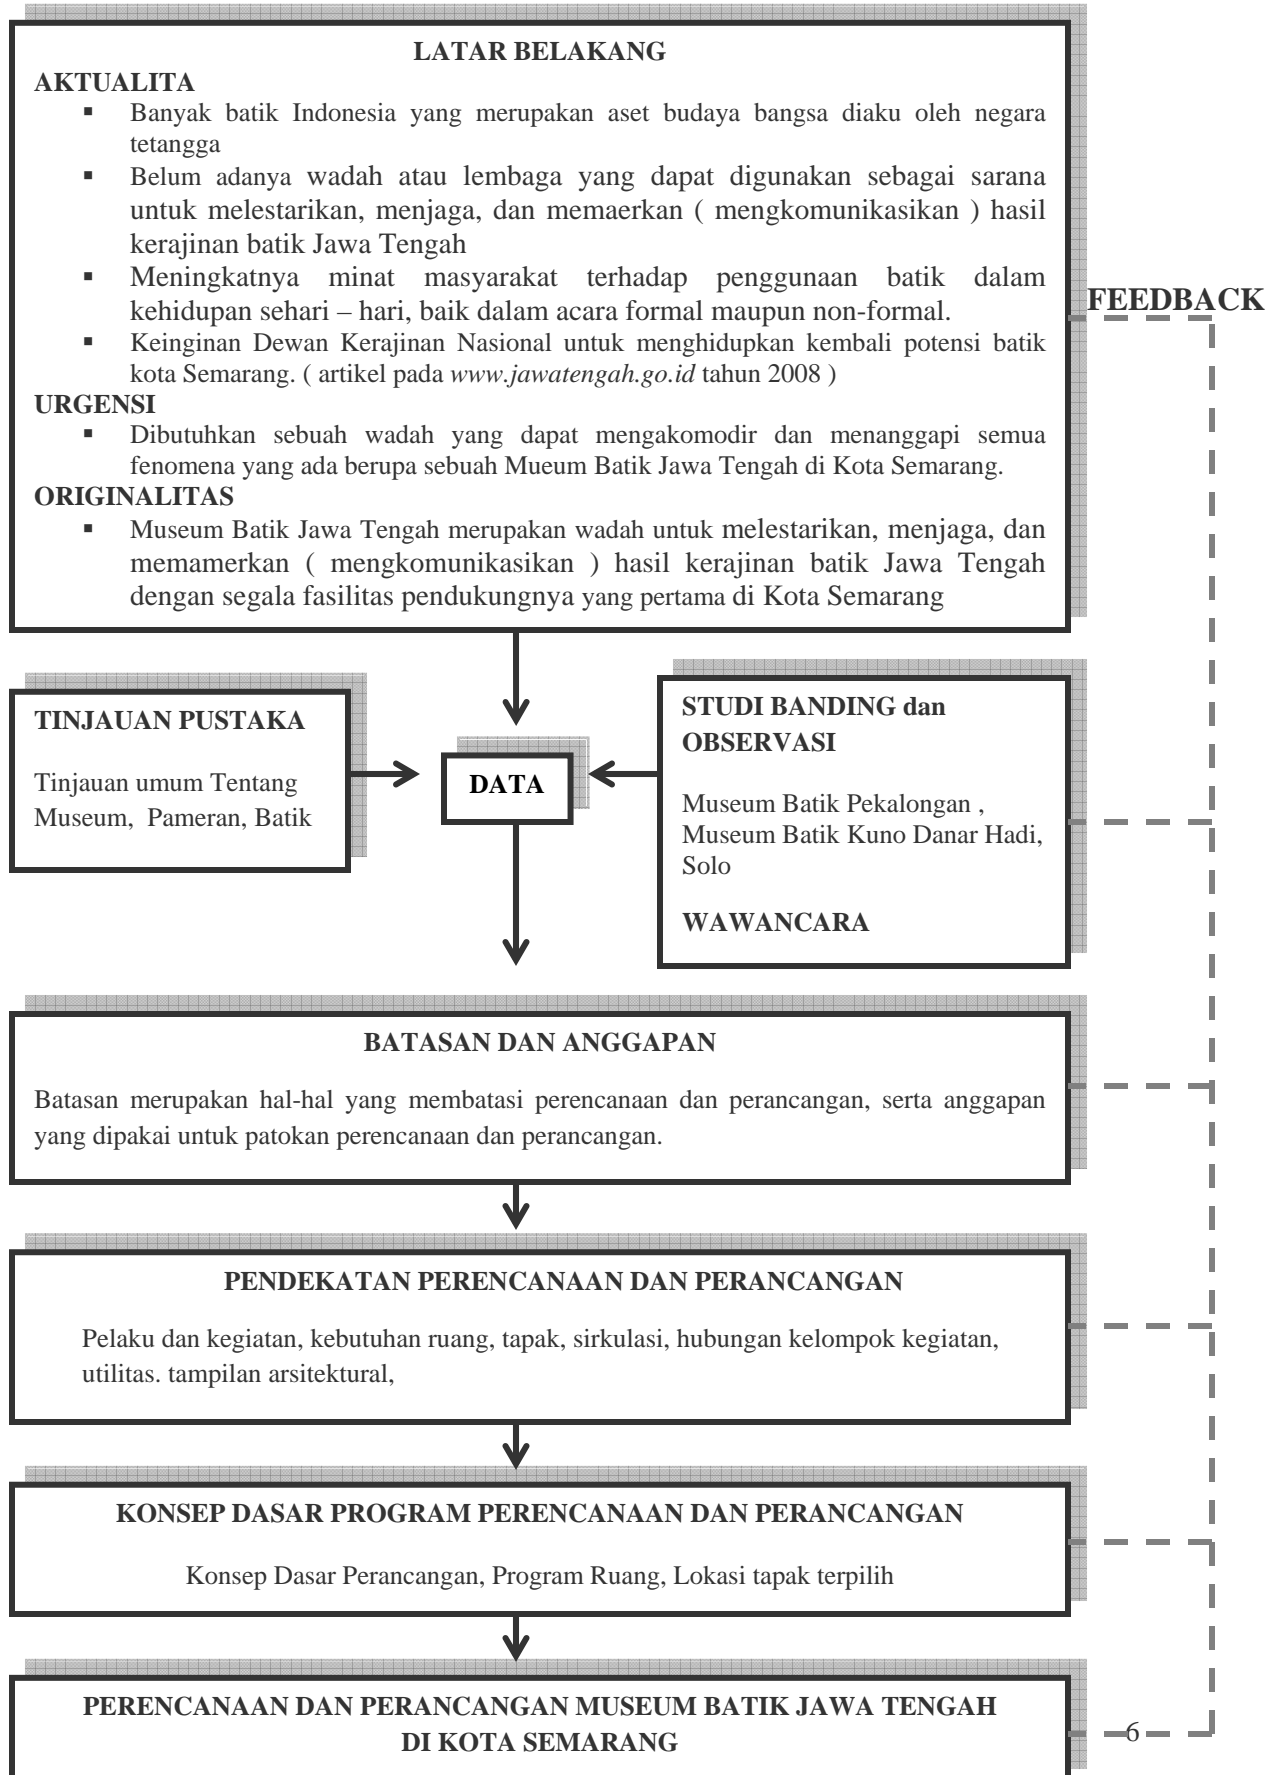 LATAR BELAKANG
AKTUALITA
▪ Banyak batik Indonesia yang merupakan aset budaya bangsa diaku oleh negara
tetangga
▪ Belum adanya wadah atau lembaga yang dapat digunakan sebagai sarana
untuk melestarikan, menjaga, dan memaerkan ( mengkomunikasikan ) hasil
kerajinan batik Jawa Tengah
▪ Meningkatnya minat masyarakat terhadap penggunaan batik dalam
kehidupan sehari – hari, baik dalam acara formal maupun non-formal.
▪ Keinginan Dewan Kerajinan Nasional untuk menghidupkan kembali potensi batik
kota Semarang. ( artikel pada www.jawatengah.go.id tahun 2008 )
URGENSI
▪ Dibutuhkan sebuah wadah yang dapat mengakomodir dan menanggapi semua
fenomena yang ada berupa sebuah Mueum Batik Jawa Tengah di Kota Semarang.
ORIGINALITAS
▪ Museum Batik Jawa Tengah merupakan wadah untuk melestarikan, menjaga, dan
memamerkan ( mengkomunikasikan ) hasil kerajinan batik Jawa Tengah
dengan segala fasilitas pendukungnya yang pertama di Kota Semarang
FEEDBACK
TINJAUAN PUSTAKA
Tinjauan umum Tentang
Museum, Pameran, Batik
DATA
STUDI BANDING dan
OBSERVASI
Museum Batik Pekalongan ,
Museum Batik Kuno Danar Hadi,
Solo
WAWANCARA
BATASAN DAN ANGGAPAN
Batasan merupakan hal-hal yang membatasi perencanaan dan perancangan, serta anggapan
yang dipakai untuk patokan perencanaan dan perancangan.
PENDEKATAN PERENCANAAN DAN PERANCANGAN
Pelaku dan kegiatan, kebutuhan ruang, tapak, sirkulasi, hubungan kelompok kegiatan,
utilitas. tampilan arsitektural,
KONSEP DASAR PROGRAM PERENCANAAN DAN PERANCANGAN
Konsep Dasar Perancangan, Program Ruang, Lokasi tapak terpilih
PERENCANAAN DAN PERANCANGAN MUSEUM BATIK JAWA TENGAH
DI KOTA SEMARANG
6